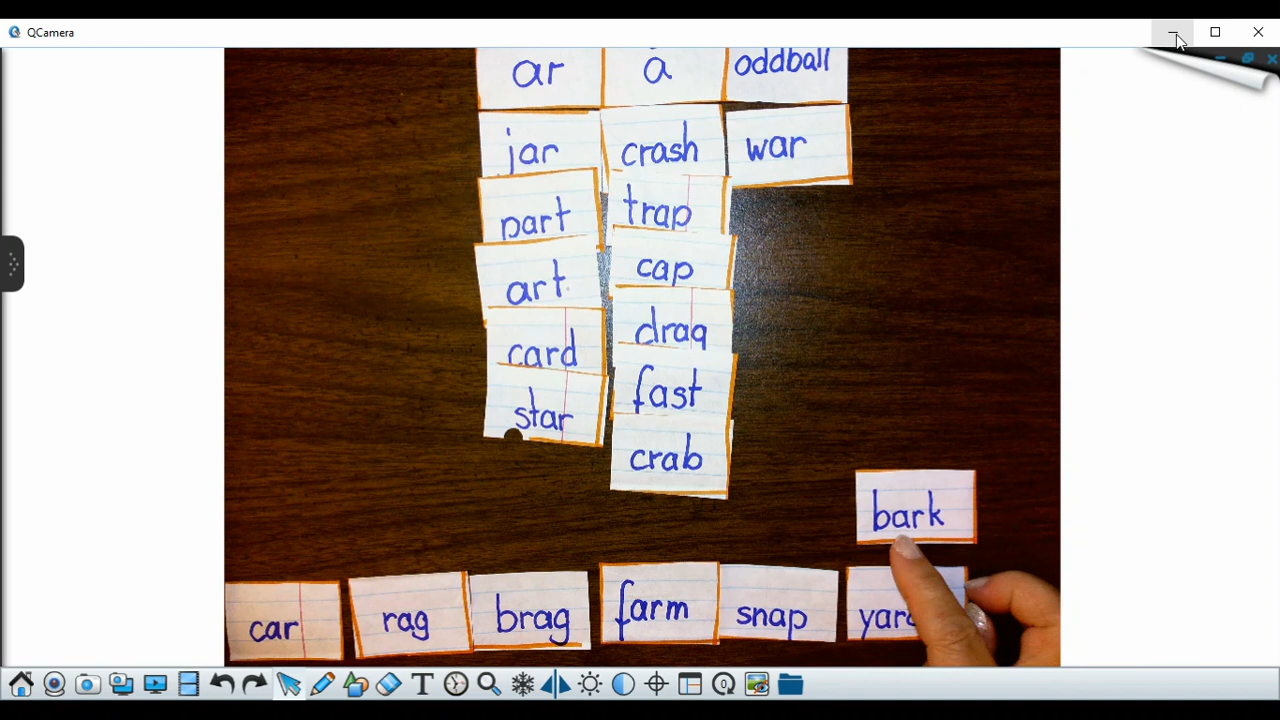 QCamera
ar a oddball
jar crash war
part trap
art cap
card drag
star fast
crab
bark
car rag brag farm snap